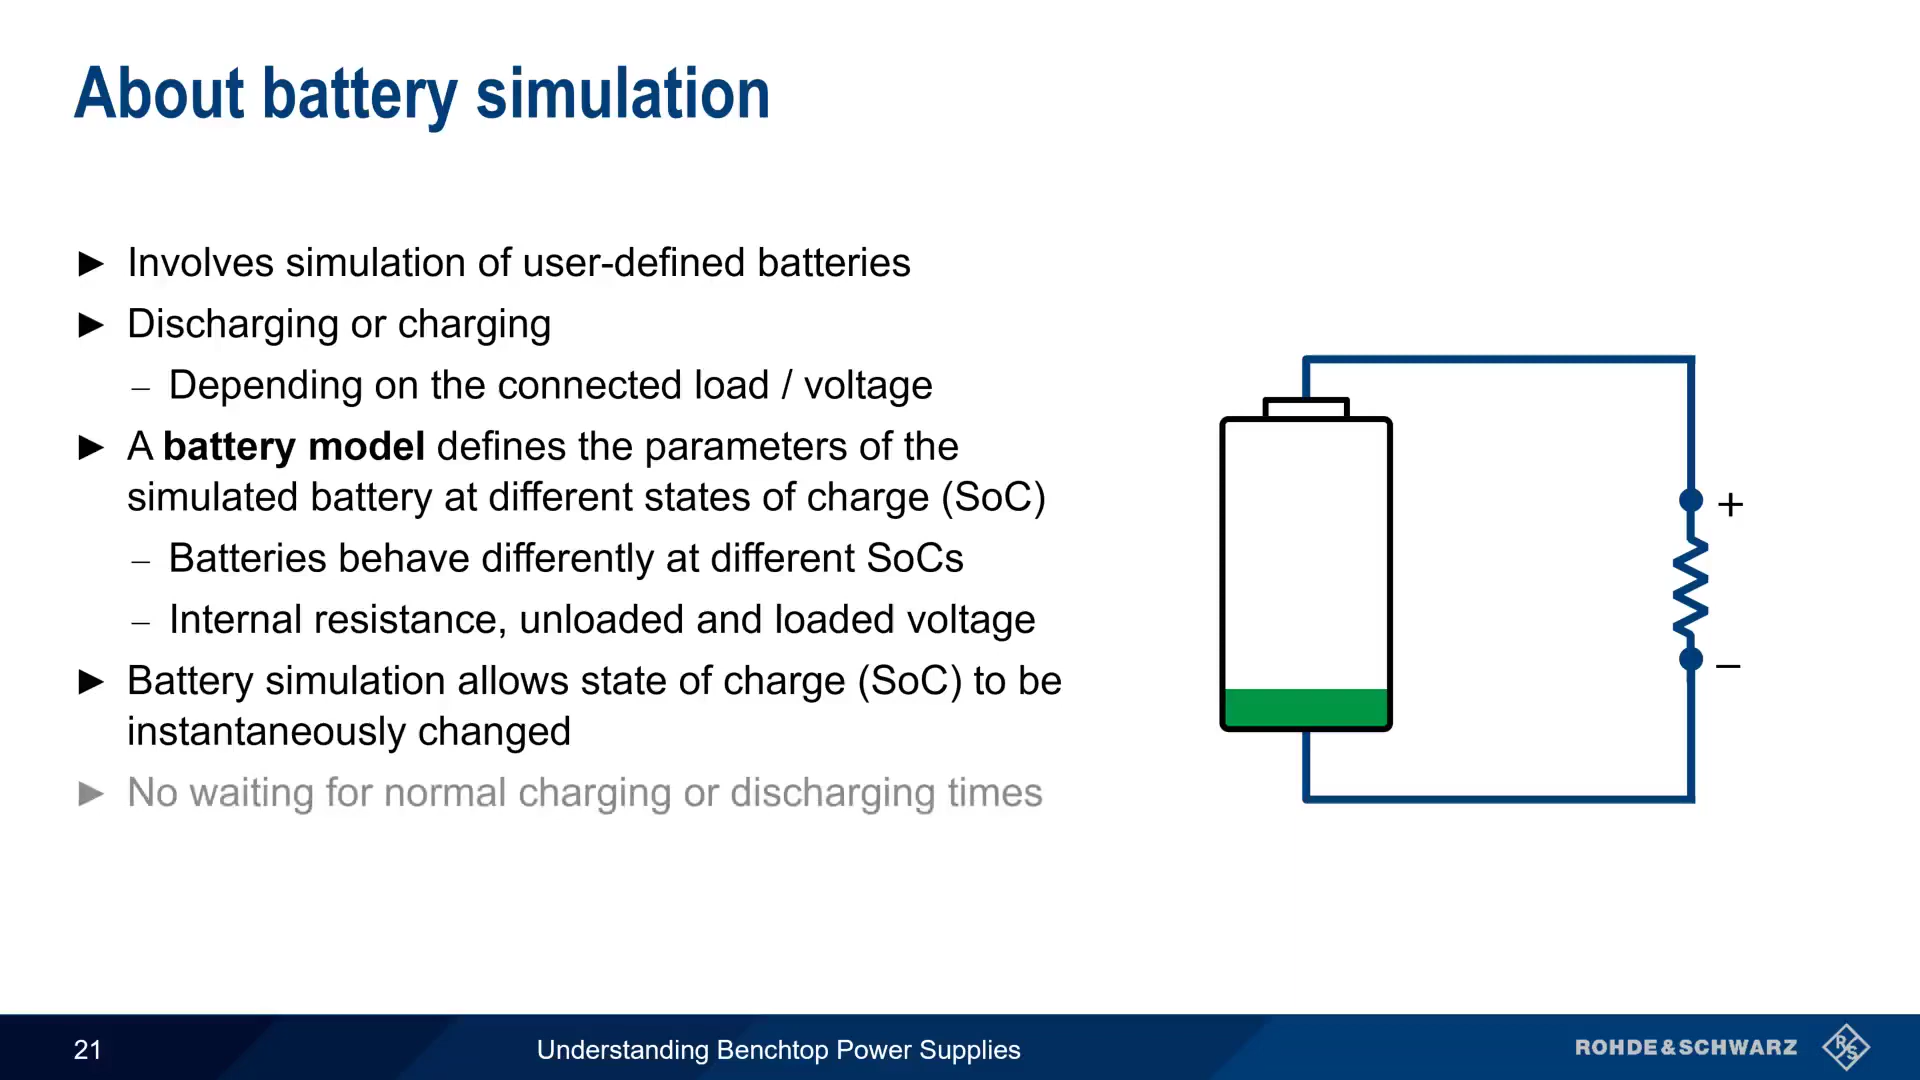 About battery simulation
► Involves simulation of user-defined batteries
► Discharging or charging
– Depending on the connected load / voltage
► A battery model defines the parameters of the
simulated battery at different states of charge (SoC)
– Batteries behave differently at different SoCs
– Internal resistance, unloaded and loaded voltage
► Battery simulation allows state of charge (SoC) to be
instantaneously changed
► No waiting for normal charging or discharging times
+
–
21
Understanding Benchtop Power Supplies
ROHDE&SCHWARZ
R&S